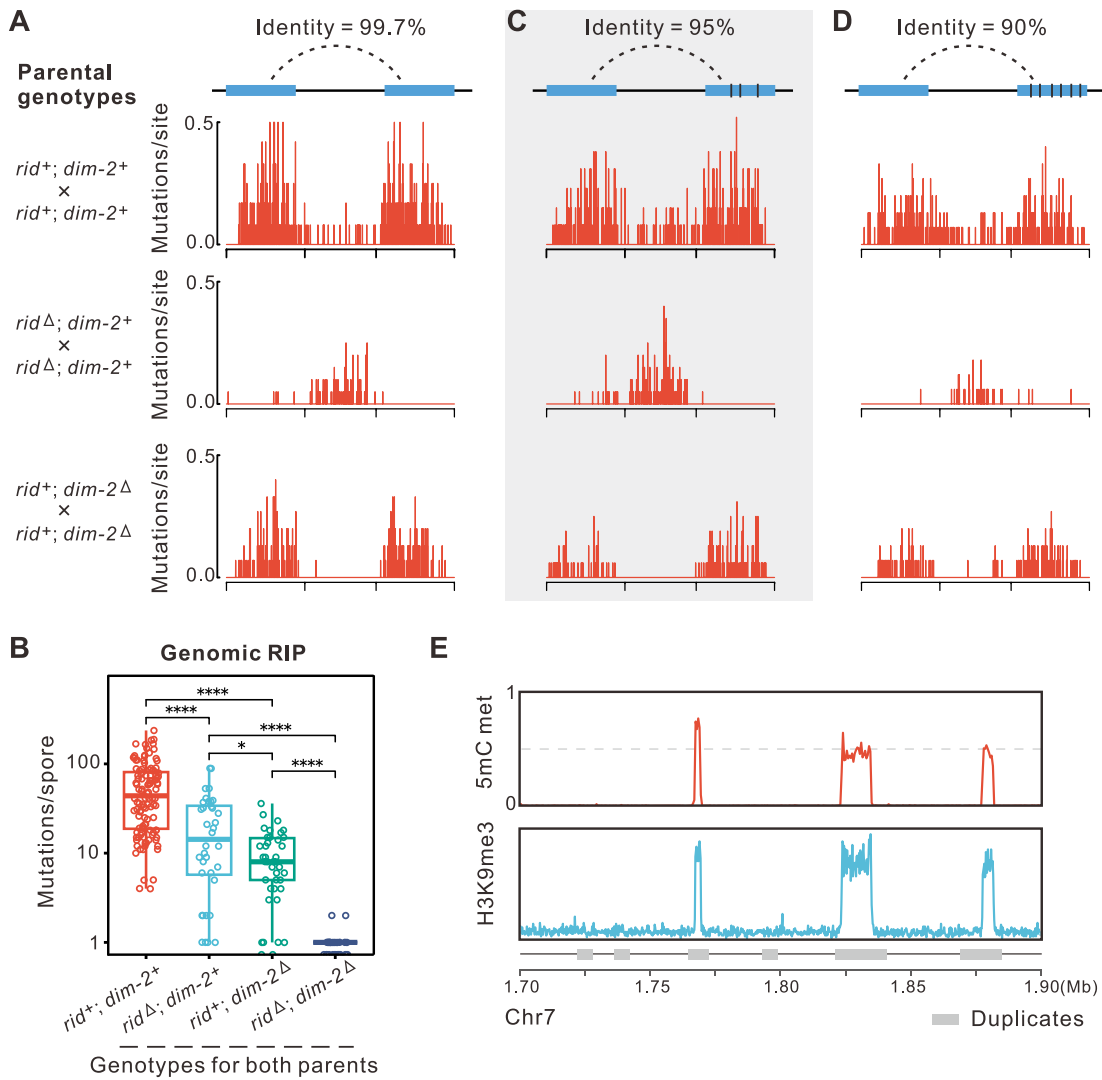 A
Identity = 99.7%
C
Identity = 95%
D
Identity = 90%
Parental
genotypes
rid+; dim-2+
×
rid+; dim-2+
Mutations/site
0.5
0.0
ridΔ; dim-2+
×
ridΔ; dim-2+
Mutations/site
0.5
0.0
rid+; dim-2Δ
×
rid+; dim-2Δ
Mutations/site
0.5
0.0
B
Genomic RIP
Mutations/spore
100
10
1
****
****
****
*
****
rid+; dim-2+
ridΔ; dim-2+
rid+; dim-2Δ
ridΔ; dim-2Δ
Genotypes for both parents
E
5mC met
1
0
H3K9me3
1.70
1.75
1.80
1.85
1.90(Mb)
Chr7
Duplicates